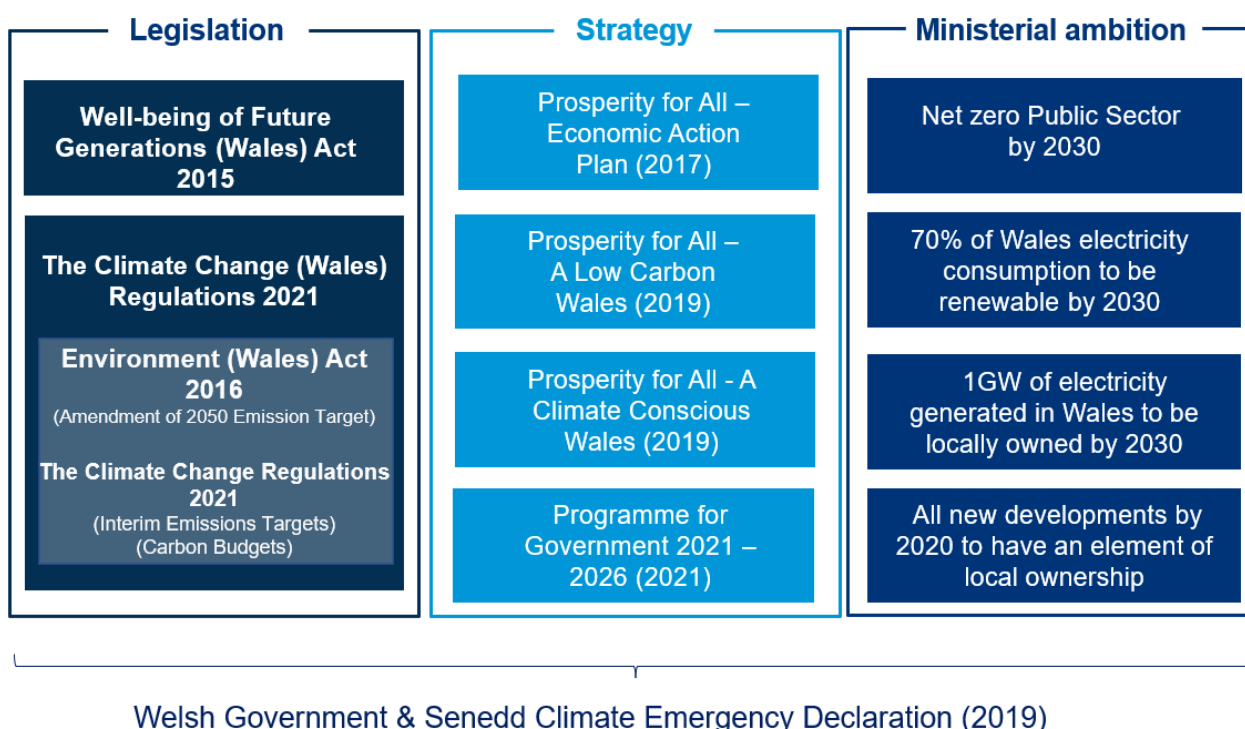 Legislation
Well-being of Future
Generations (Wales) Act
2015
The Climate Change (Wales)
Regulations 2021
Environment (Wales) Act
2016
(Amendment of 2050 Emission Target)
The Climate Change Regulations
2021
(Interim Emissions Targets)
(Carbon Budgets)
Strategy
Prosperity for All –
Economic Action
Plan (2017)
Prosperity for All –
A Low Carbon
Wales (2019)
Prosperity for All - A
Climate Conscious
Wales (2019)
Programme for
Government 2021 –
2026 (2021)
Ministerial ambition
Net zero Public Sector
by 2030
70% of Wales electricity
consumption to be
renewable by 2030
1GW of electricity
generated in Wales to be
locally owned by 2030
All new developments by
2020 to have an element of
local ownership
Welsh Government & Senedd Climate Emergency Declaration (2019)